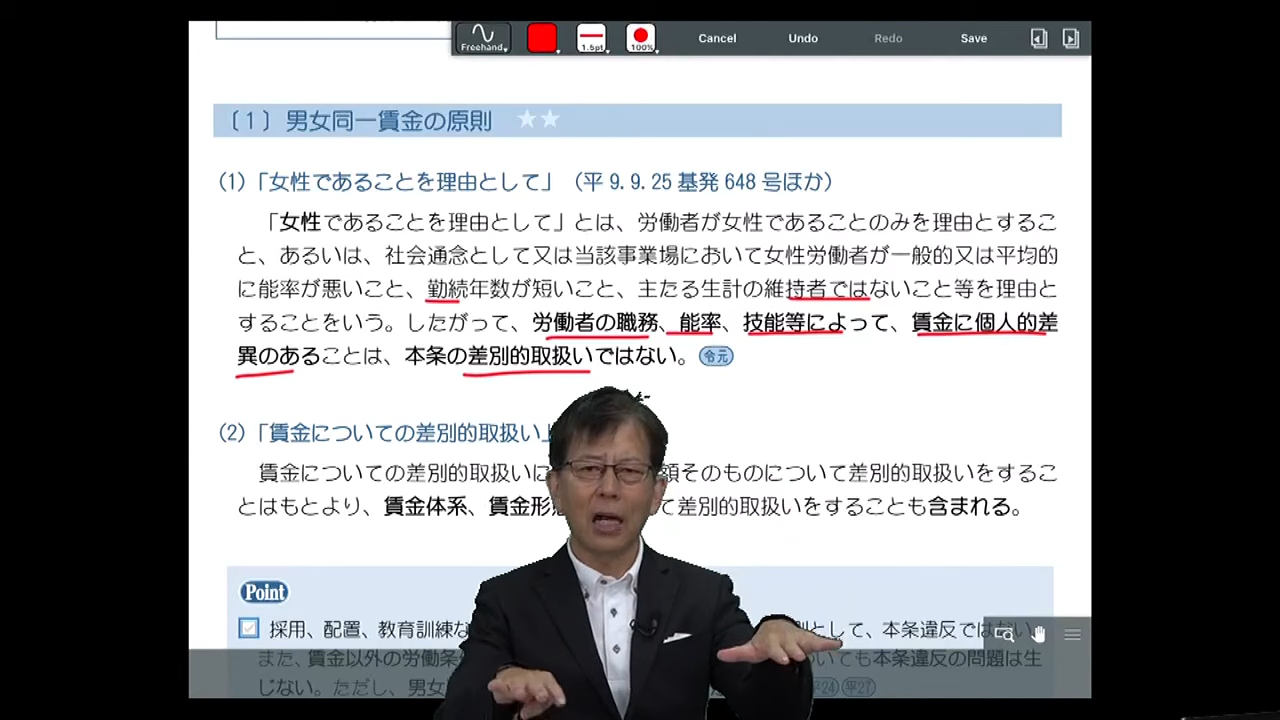 Freehand
1.5pt
100%
Cancel
Undo
Redo
Save
〔1〕男女同一賃金の原則 ★★
(1)「女性であることを理由として」（平 9.9.25 基発 648 号ほか）
「女性であることを理由として」とは、労働者が女性であることのみを理由とするこ
と、あるいは、社会通念として又は当該事業場において女性労働者が一般的又は平均的
に能率が悪いこと、勤続年数が短いこと、主たる生計の維持者ではないこと等を理由と
することをいう。したがって、労働者の職務、能率、技能等によって、賃金に個人的差
異のあることは、本条の差別的取扱いではない。 令元
(2)「賃金についての差別的取扱い」
賃金についての差別的取扱いに 額そのものについて差別的取扱いをするこ
とはもとより、賃金体系、賃金形 て差別的取扱いをすることも含まれる。
Point
採用、配置、教育訓練な として、本条違反ではない。
また、賃金以外の労働条 いても本条違反の問題は生
じない。ただし、男女 平24 平27